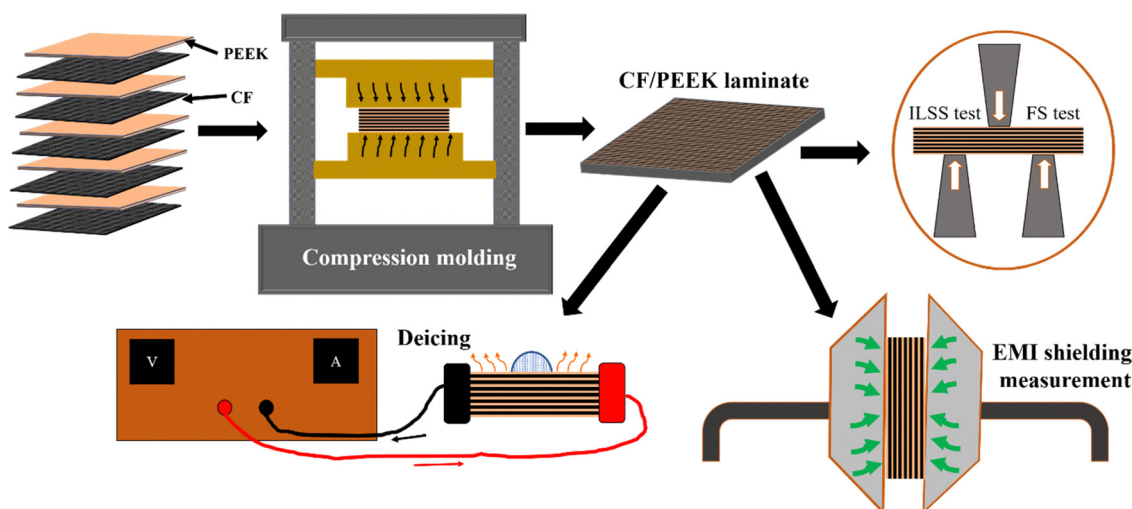 PEEK
CF
Compression molding
CF/PEEK laminate
ILSS test
FS test
Deicing
V
A
EMI shielding
measurement